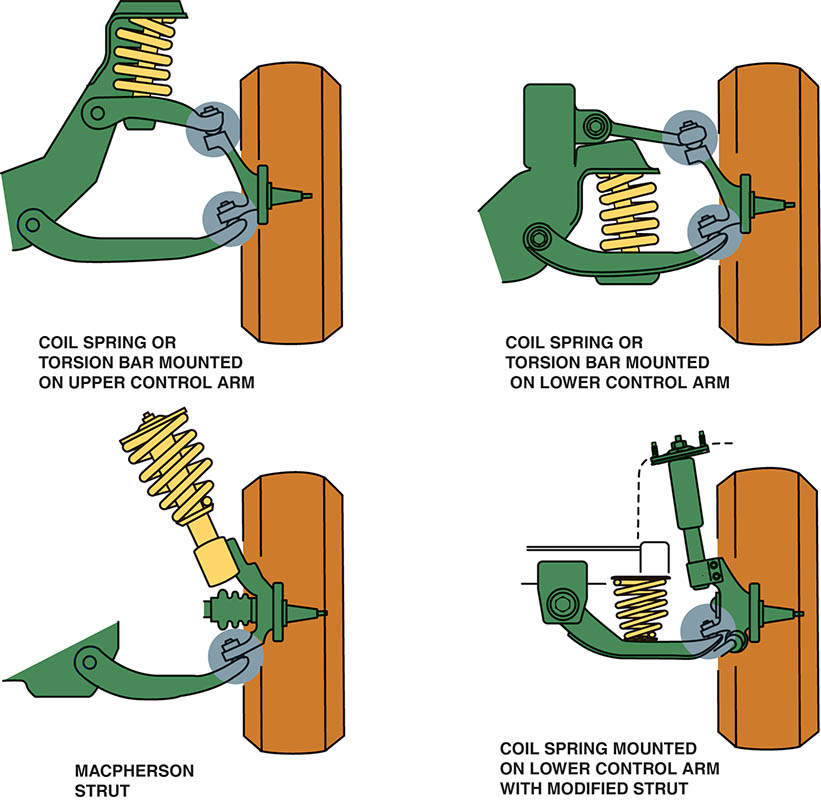 COIL SPRING OR
TORSION BAR MOUNTED
ON UPPER CONTROL ARM
COIL SPRING OR
TORSION BAR MOUNTED
ON LOWER CONTROL ARM
MACPHERSON
STRUT
COIL SPRING MOUNTED
ON LOWER CONTROL ARM
WITH MODIFIED STRUT